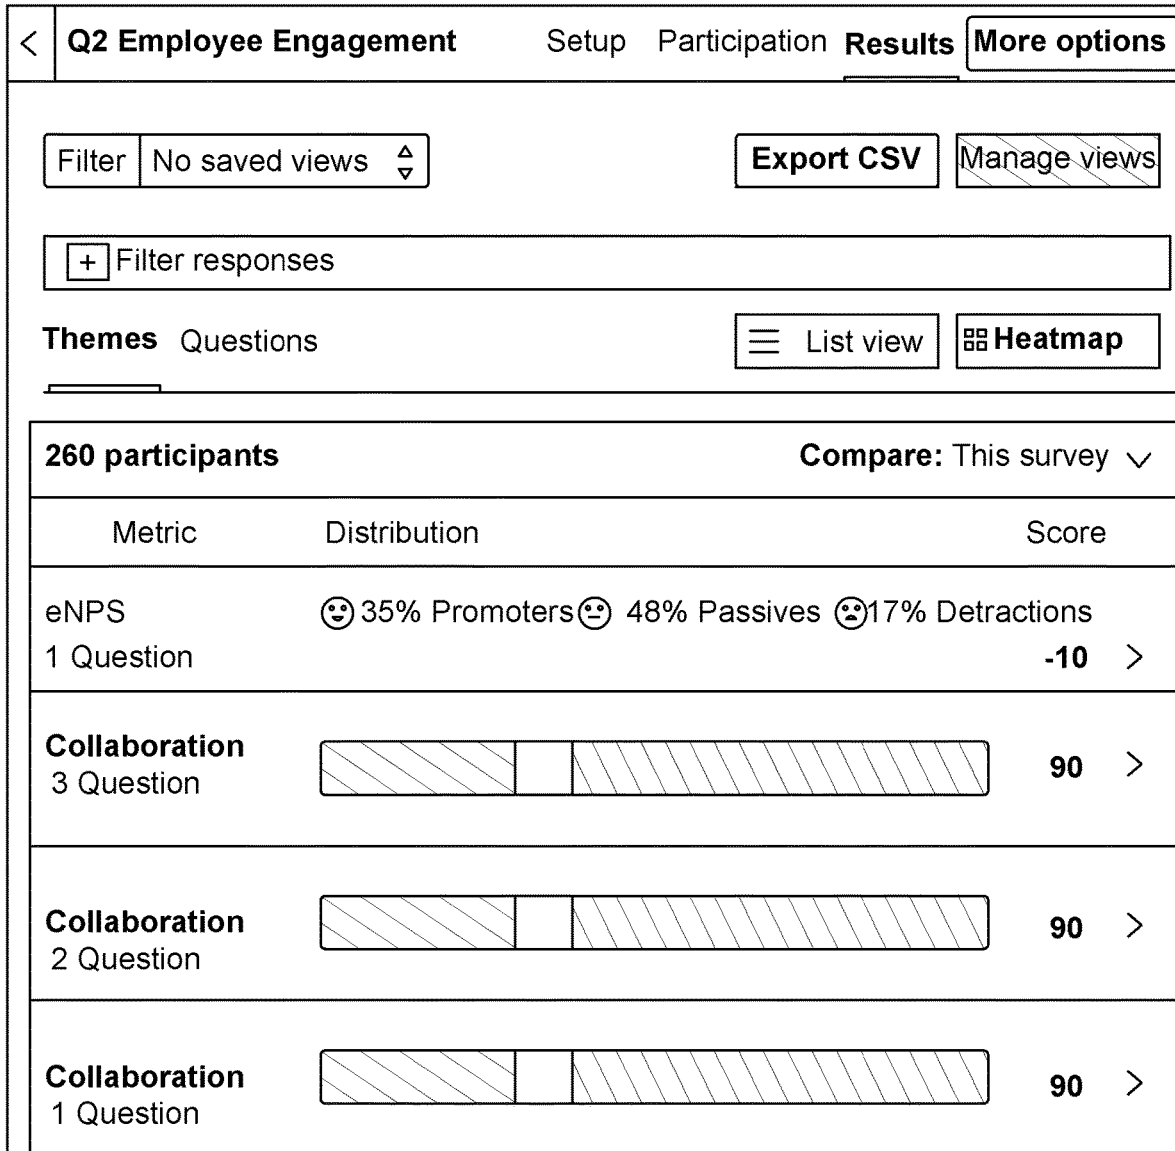 < Q2 Employee Engagement Setup Participation Results More options
Filter No saved views Export CSV Manage views
+ Filter responses
Themes Questions List view Heatmap
260 participants Compare: This survey
Metric Distribution Score
eNPS 35% Promoters 48% Passives 17% Detractions
1 Question -10 >
Collaboration
3 Question 90 >
Collaboration
2 Question 90 >
Collaboration
1 Question 90 >